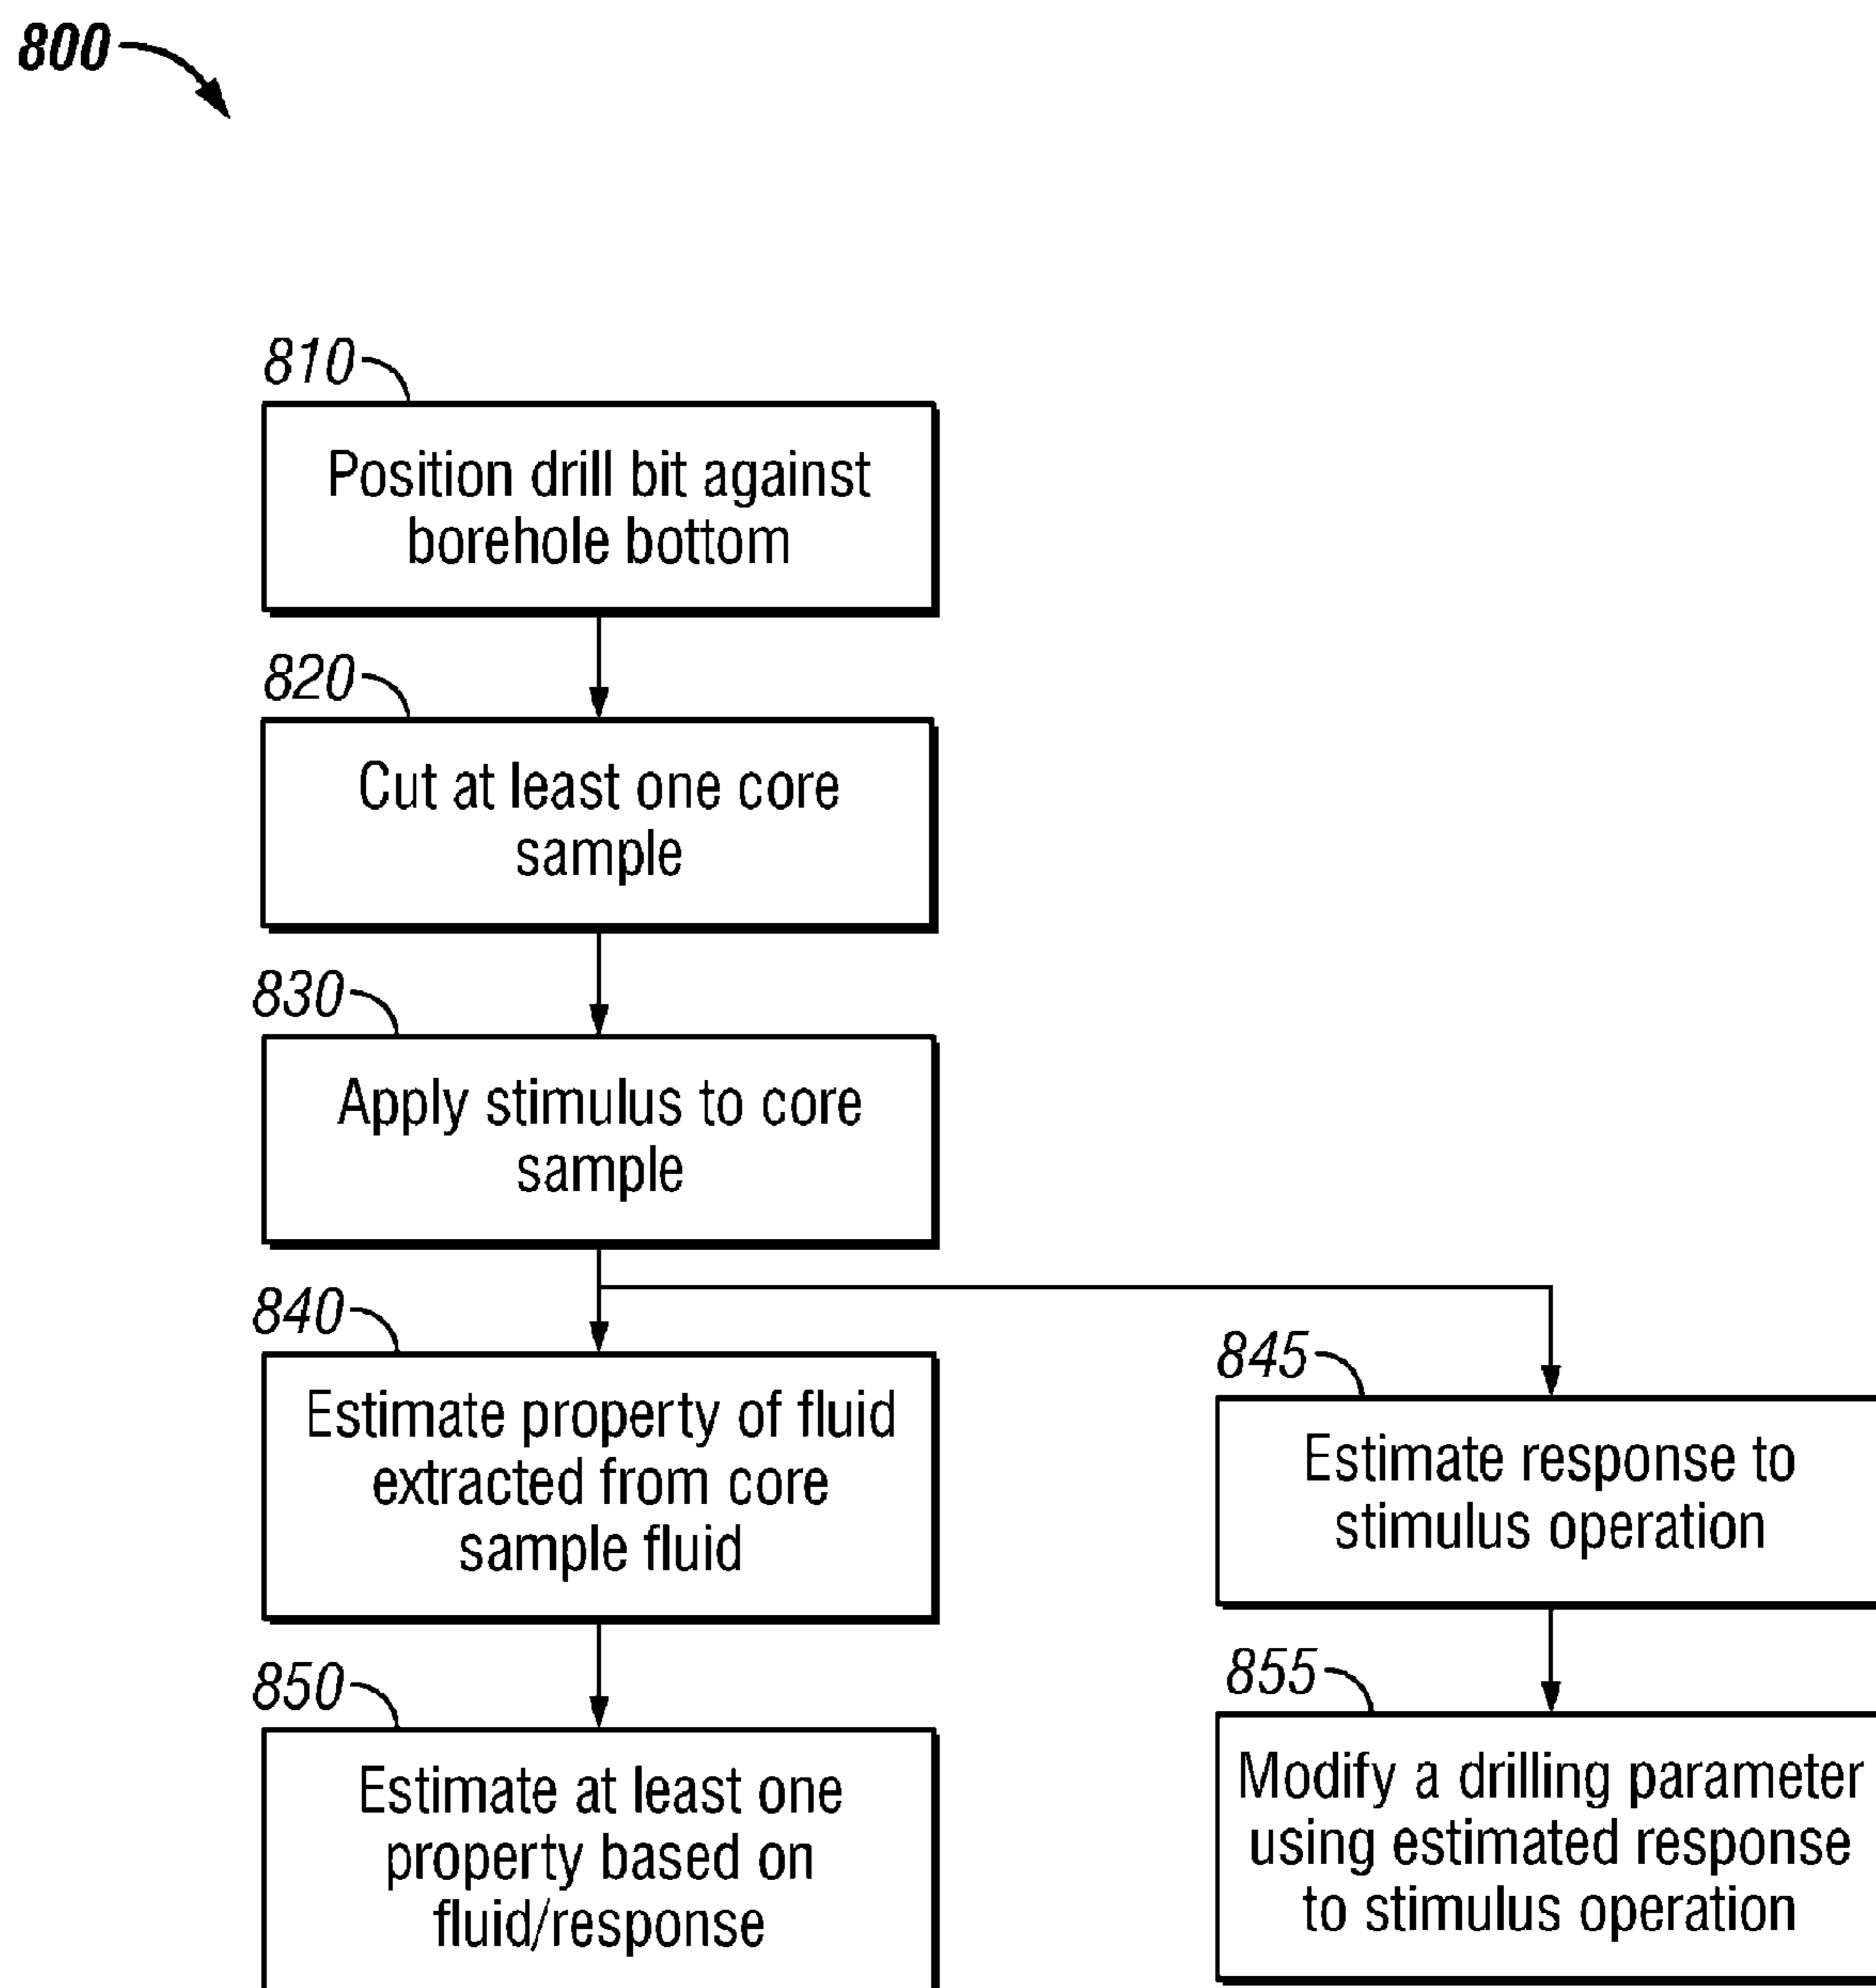 800
810
Position drill bit against
borehole bottom
820
Cut at least one core
sample
830
Apply stimulus to core
sample
840
Estimate property of fluid
extracted from core
sample fluid
845
Estimate response to
stimulus operation
850
Estimate at least one
property based on
fluid/response
855
Modify a drilling parameter
using estimated response
to stimulus operation